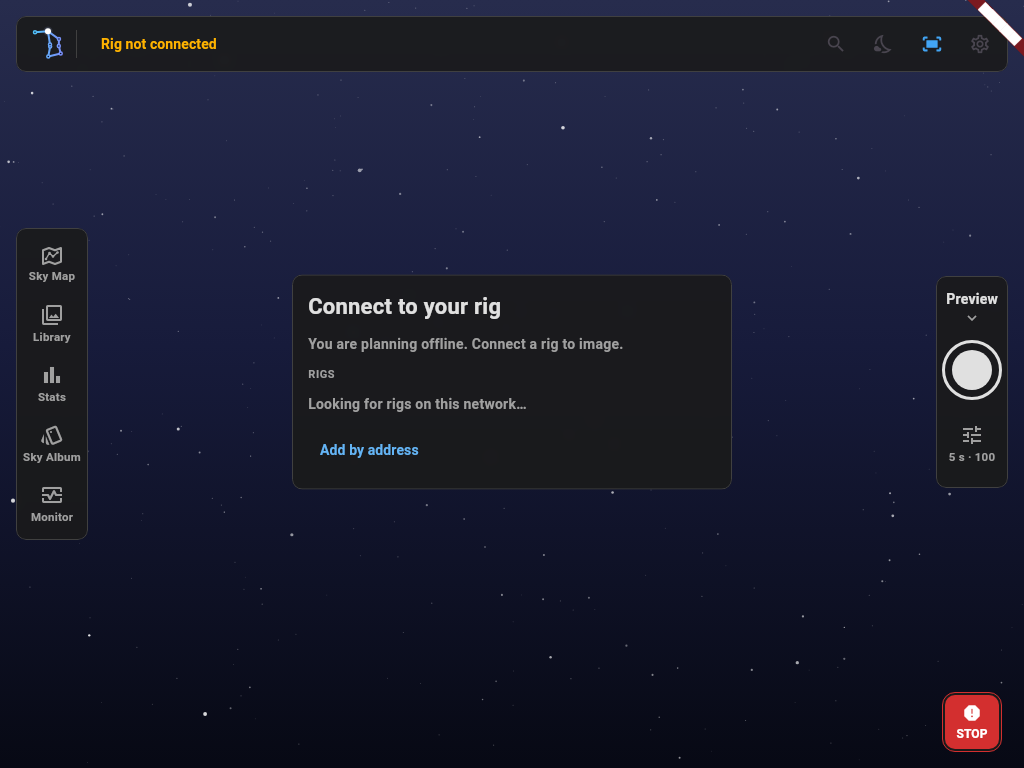 Rig not connected
Sky Map
Library
Stats
Sky Album
Monitor
Connect to your rig
You are planning offline. Connect a rig to image.
RIGS
Looking for rigs on this network…
Add by address
Preview
5 s · 100
STOP